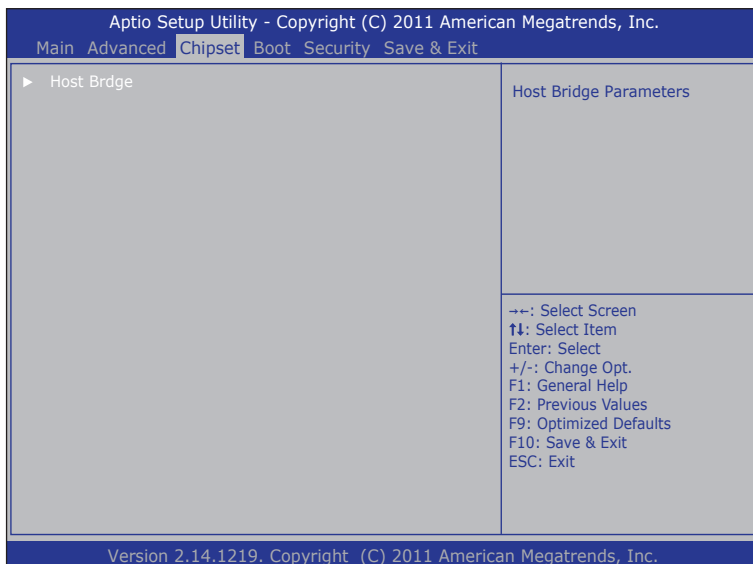 Aptio Setup Utility - Copyright (C) 2011 American Megatrends, Inc.
Main Advanced Chipset Boot Security Save & Exit
► Host Brdge
Host Bridge Parameters
→←: Select Screen
↑↓: Select Item
Enter: Select
+/-: Change Opt.
F1: General Help
F2: Previous Values
F9: Optimized Defaults
F10: Save & Exit
ESC: Exit
Version 2.14.1219. Copyright (C) 2011 American Megatrends, Inc.